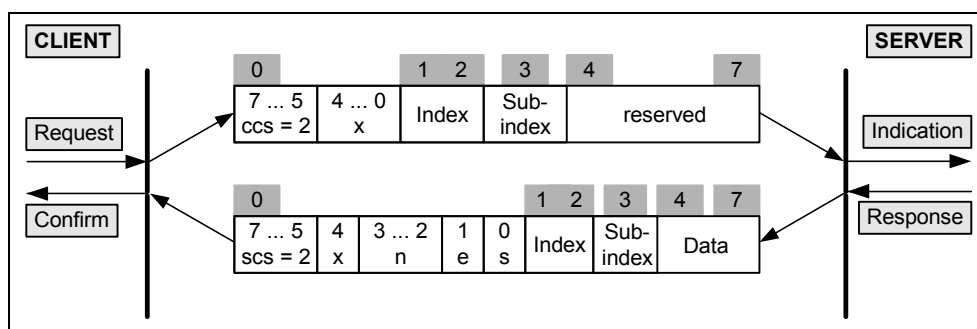 CLIENT
SERVER
0 1 2 3 4 7
7 ... 5 4 ... 0 Index Sub- reserved
ccs = 2 x index
Request
Indication
Confirm
Response
0 1 2 3 4 7
7 ... 5 4 3 ... 2 1 0 Index Sub- Data
scs = 2 x n e s index